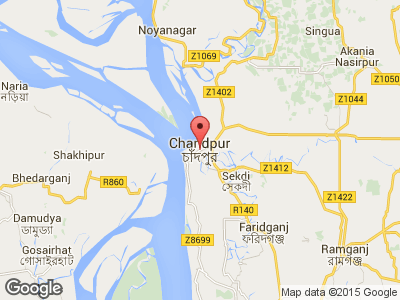 Singua
Noyanagar
Z1069
Akania
Nasirpur
Naria
নড়িয়া
Z1050
Z1402
Z1044
Chandpur
চাঁদপুর
Shakhipur
Z1412
Bhedarganj
R860
Sekdi
সেকদী
Z1422
R140
Damudya
ডামুড্যা
Faridganj
ফরিদগঞ্জ
Z8699
Gosairhat
গোসাইরহাট
Ramganj
রামগঞ্জ
Google
Map data ©2015 Google